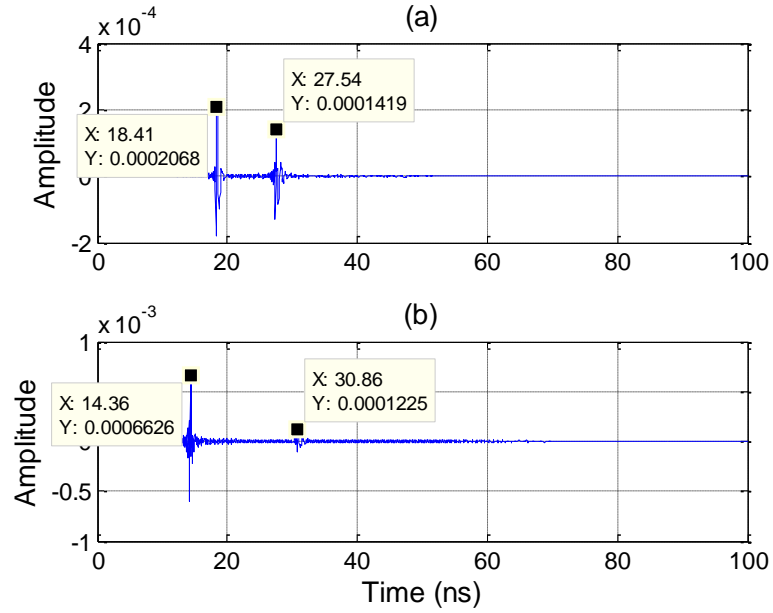 (a)
x 10^-4
4
2
0
-2
Amplitude
X: 18.41
Y: 0.0002068
X: 27.54
Y: 0.0001419
0 20 40 60 80 100
(b)
x 10^-3
1
0
-0.5
-1
Amplitude
X: 14.36
Y: 0.0006626
X: 30.86
Y: 0.0001225
0 20 40 60 80 100
Time (ns)